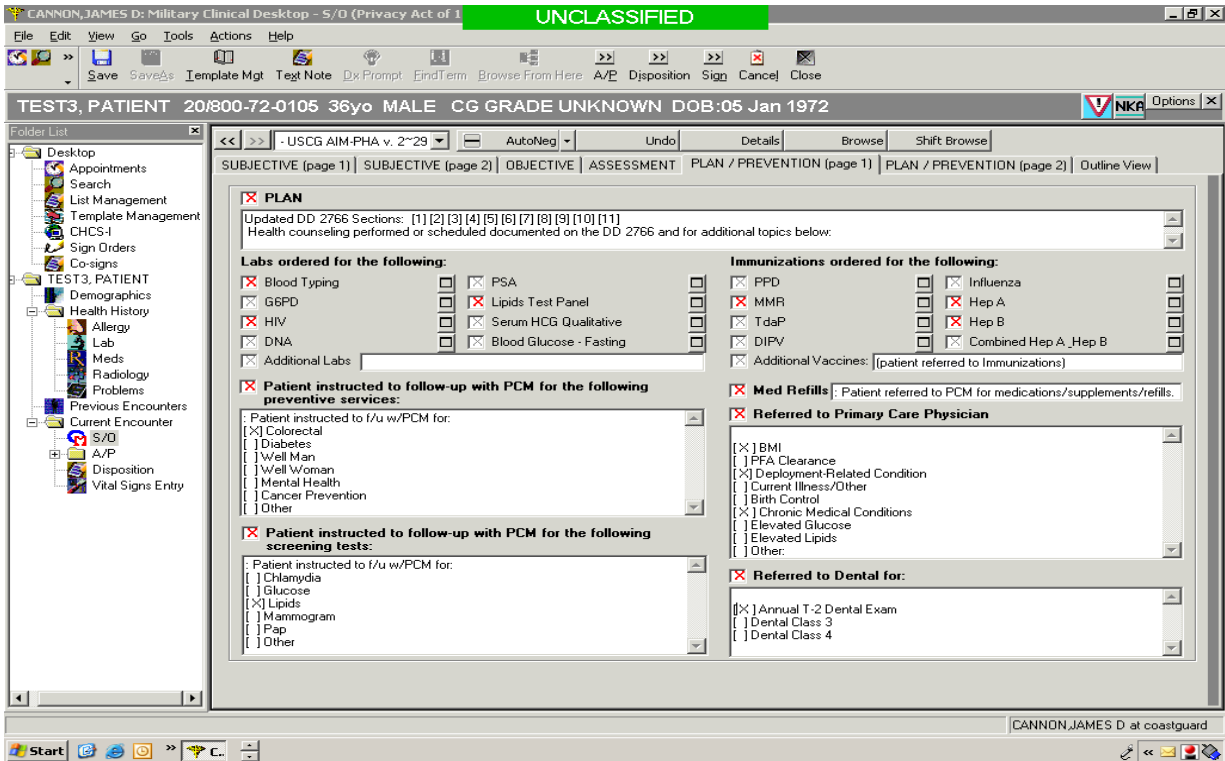 CANNON,JAMES D: Military Clinical Desktop - S/O (Privacy Act of 1
UNCLASSIFIED
File Edit View Go Tools Actions Help
Save SaveAs Template Mgt Text Note Dx Prompt FindTerm Browse From Here A/P Disposition Sign Cancel Close
TEST3, PATIENT 20/800-72-0105 36yo MALE CG GRADE UNKNOWN DOB:05 Jan 1972
NKA
Options
Folder List
Desktop
Appointments
Search
List Management
Template Management
CHCS-I
Sign Orders
Co-signs
TEST3, PATIENT
Demographics
Health History
Allergy
Lab
Meds
Radiology
Problems
Previous Encounters
Current Encounter
S/O
A/P
Disposition
Vital Signs Entry
<< >> - USCG AIM-PHA v. 2~29 AutoNeg Undo Details Browse Shift Browse
SUBJECTIVE (page 1) SUBJECTIVE (page 2) OBJECTIVE ASSESSMENT PLAN / PREVENTION (page 1) PLAN / PREVENTION (page 2) Outline View
PLAN
Updated DD 2766 Sections: [1] [2] [3] [4] [5] [6] [7] [8] [9] [10] [11]
Health counseling performed or scheduled documented on the DD 2766 and for additional topics below:
Labs ordered for the following:
Blood Typing PSA
G6PD Lipids Test Panel
HIV Serum HCG Qualitative
DNA Blood Glucose - Fasting
Additional Labs
Immunizations ordered for the following:
PPD Influenza
MMR Hep A
TdaP Hep B
DIPV Combined Hep A_Hep B
Additional Vaccines: (patient referred to Immunizations)
Patient instructed to follow-up with PCM for the following
preventive services:
: Patient instructed to f/u w/PCM for:
[X] Colorectal
[ ] Diabetes
[ ] Well Man
[ ] Well Woman
[ ] Mental Health
[ ] Cancer Prevention
[ ] Other
Patient instructed to follow-up with PCM for the following
screening tests:
: Patient instructed to f/u w/PCM for:
[ ] Chlamydia
[ ] Glucose
[X] Lipids
[ ] Mammogram
[ ] Pap
[ ] Other
Med Refills : Patient referred to PCM for medications/supplements/refills.
Referred to Primary Care Physician
[X ] BMI
[ ] PFA Clearance
[X] Deployment-Related Condition
[ ] Current Illness/Other
[ ] Birth Control
[X ] Chronic Medical Conditions
[ ] Elevated Glucose
[ ] Elevated Lipids
[ ] Other:
Referred to Dental for:
[X ] Annual T-2 Dental Exam
[ ] Dental Class 3
[ ] Dental Class 4
CANNON,JAMES D at coastguard
Start » C.. «